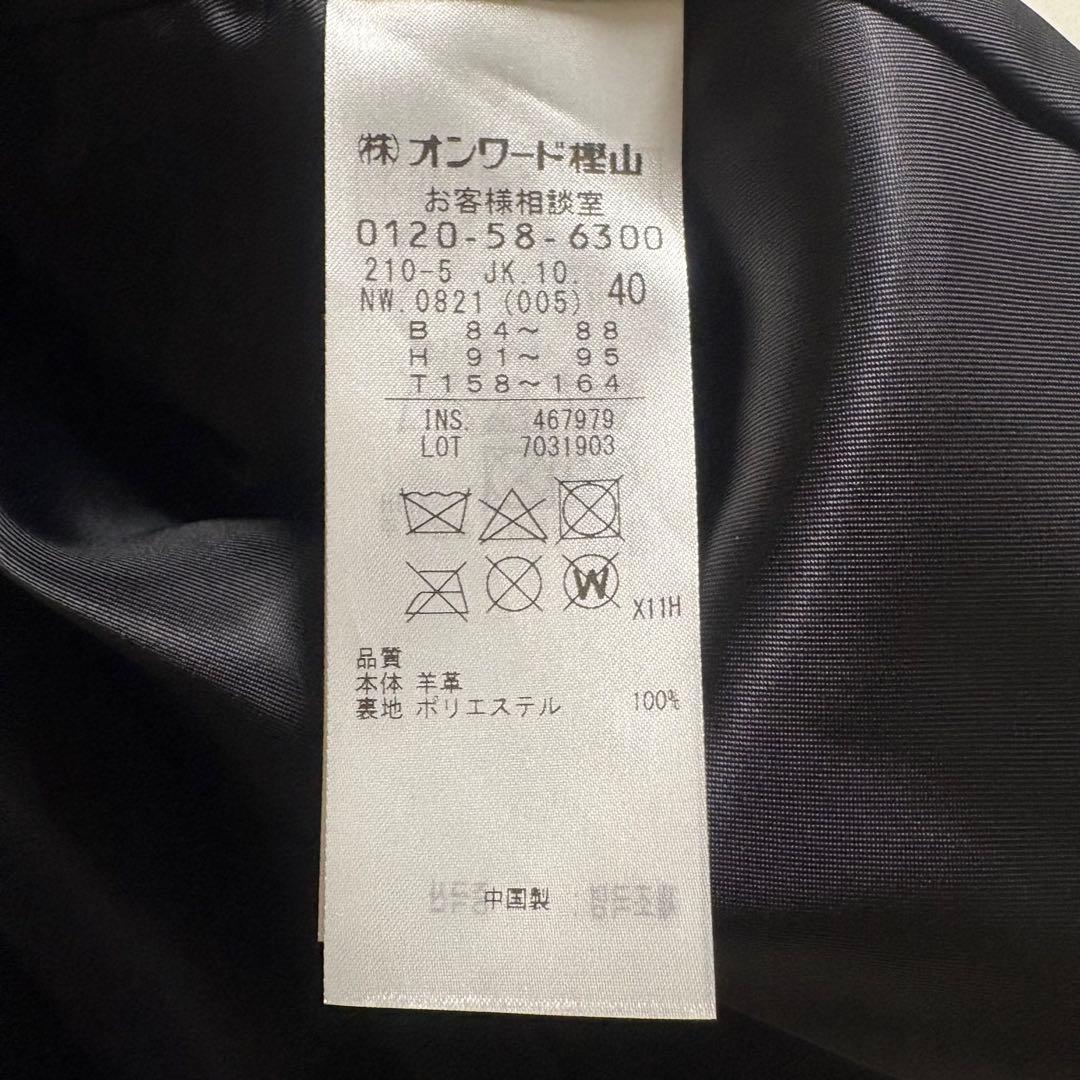 ㈱オンワード樫山
お客様相談室
0120-58-6300
210-5 JK.10. 40
NW.0821 (005)
B 84～ 88
H 91～ 95
T158～164
INS. 467979
LOT 7031903
W
X11H
品質
本体 羊革
裏地 ポリエステル 100%
中国製